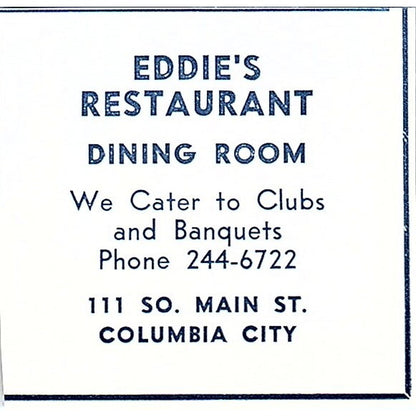 EDDIE'S
RESTAURANT
DINING ROOM
We Cater to Clubs
and Banquets
Phone 244-6722
111 SO. MAIN ST.
COLUMBIA CITY